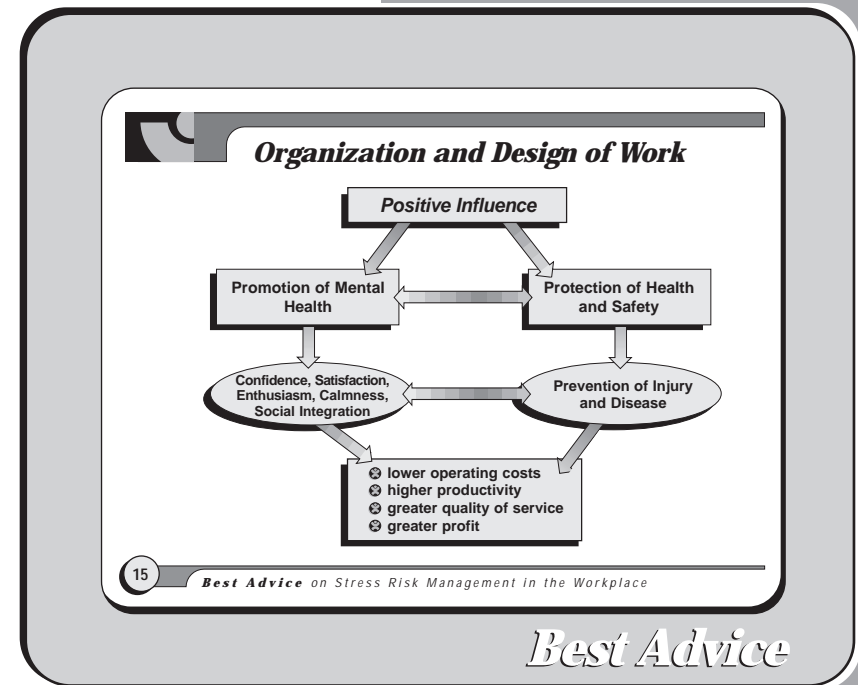 Organization and Design of Work
Positive Influence
Promotion of Mental
Health
Protection of Health
and Safety
Confidence, Satisfaction,
Enthusiasm, Calmness,
Social Integration
Prevention of Injury
and Disease
lower operating costs
higher productivity
greater quality of service
greater profit
15
Best Advice on Stress Risk Management in the Workplace
Best Advice